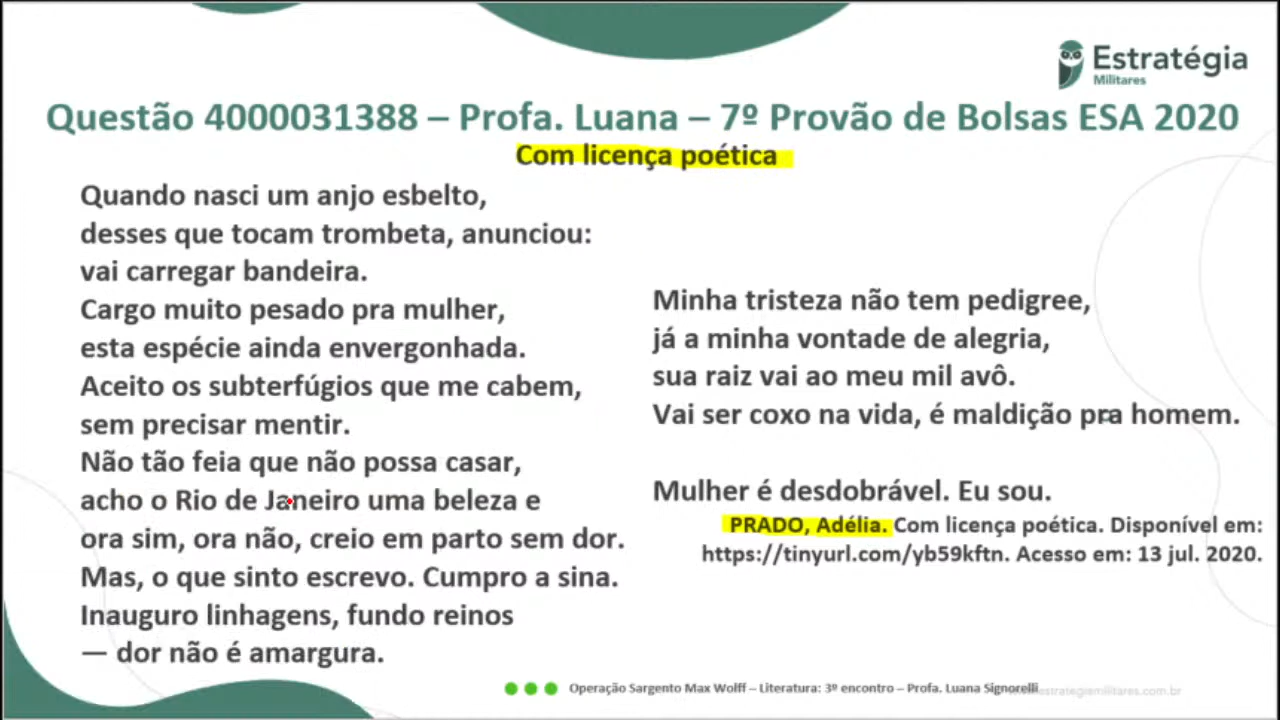 Estratégia
Militares
Questão 4000031388 – Profa. Luana – 7º Provão de Bolsas ESA 2020
Com licença poética
Quando nasci um anjo esbelto,
desses que tocam trombeta, anunciou:
vai carregar bandeira.
Cargo muito pesado pra mulher,
esta espécie ainda envergonhada.
Aceito os subterfúgios que me cabem,
sem precisar mentir.
Não tão feia que não possa casar,
acho o Rio de Janeiro uma beleza e
ora sim, ora não, creio em parto sem dor.
Mas, o que sinto escrevo. Cumpro a sina.
Inauguro linhagens, fundo reinos
— dor não é amargura.
Minha tristeza não tem pedigree,
já a minha vontade de alegria,
sua raiz vai ao meu mil avô.
Vai ser coxo na vida, é maldição pra homem.
Mulher é desdobrável. Eu sou.
PRADO, Adélia. Com licença poética. Disponível em:
https://tinyurl.com/yb59kftn. Acesso em: 13 jul. 2020.
Operação Sargento Max Wolff – Literatura: 3º encontro – Profa. Luana Signorelli
estrategiamilitares.com.br